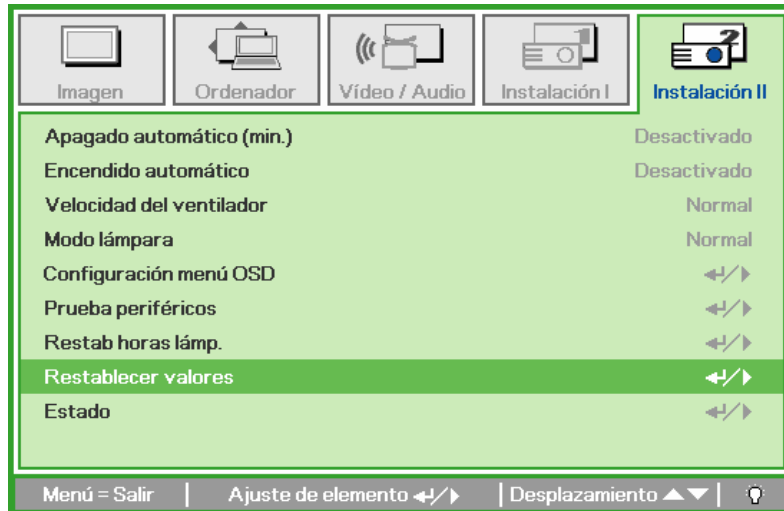 Imagen Ordenador Vídeo / Audio Instalación I Instalación II
Apagado automático (min.) Desactivado
Encendido automático Desactivado
Velocidad del ventilador Normal
Modo lámpara Normal
Configuración menú OSD
Prueba periféricos
Restab horas lámp.
Restablecer valores
Estado
Menú = Salir | Ajuste de elemento | Desplazamiento |